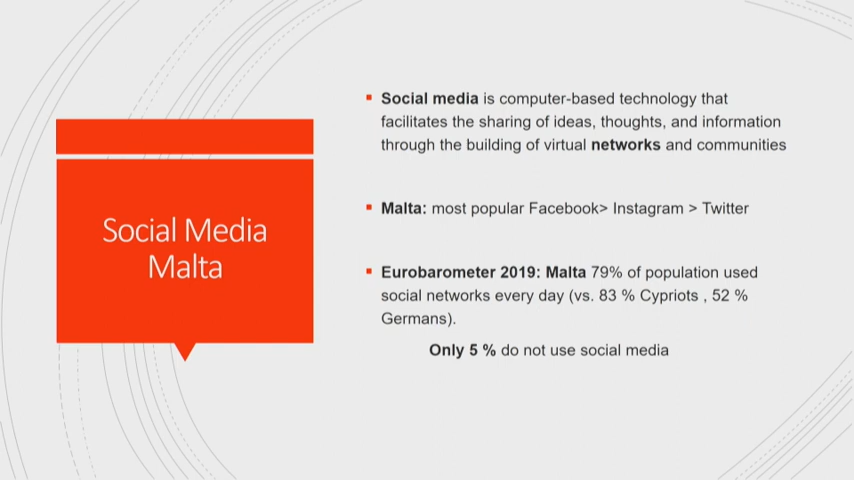 Social Media
Malta
Social media is computer-based technology that
facilitates the sharing of ideas, thoughts, and information
through the building of virtual networks and communities
Malta: most popular Facebook> Instagram > Twitter
Eurobarometer 2019: Malta 79% of population used
social networks every day (vs. 83 % Cypriots , 52 %
Germans).
Only 5 % do not use social media